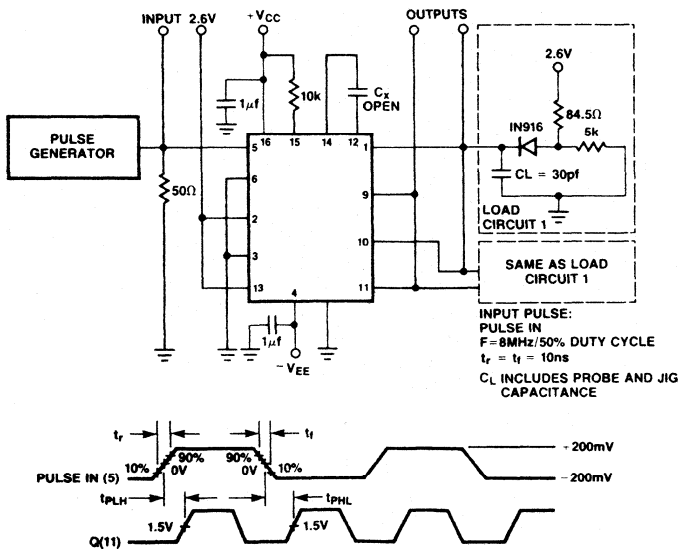 INPUT 2.6V +VCC OUTPUTS
2.6V
1μf 10k CX
OPEN
84.5Ω
5k
IN916
CL = 30pf
LOAD
CIRCUIT 1
PULSE
GENERATOR
50Ω
16 15 14 12
5 1
6
9
2
10
3
13 11
4
SAME AS LOAD
CIRCUIT 1
1μf
−VEE
INPUT PULSE:
PULSE IN
F=8MHz/50% DUTY CYCLE
tr = tf = 10ns
CL INCLUDES PROBE AND JIG
CAPACITANCE
tr tf
+200mV
10% 90% 90% 10%
0V 0V
PULSE IN (5) −200mV
tPLH tPHL
1.5V 1.5V
Q(11)